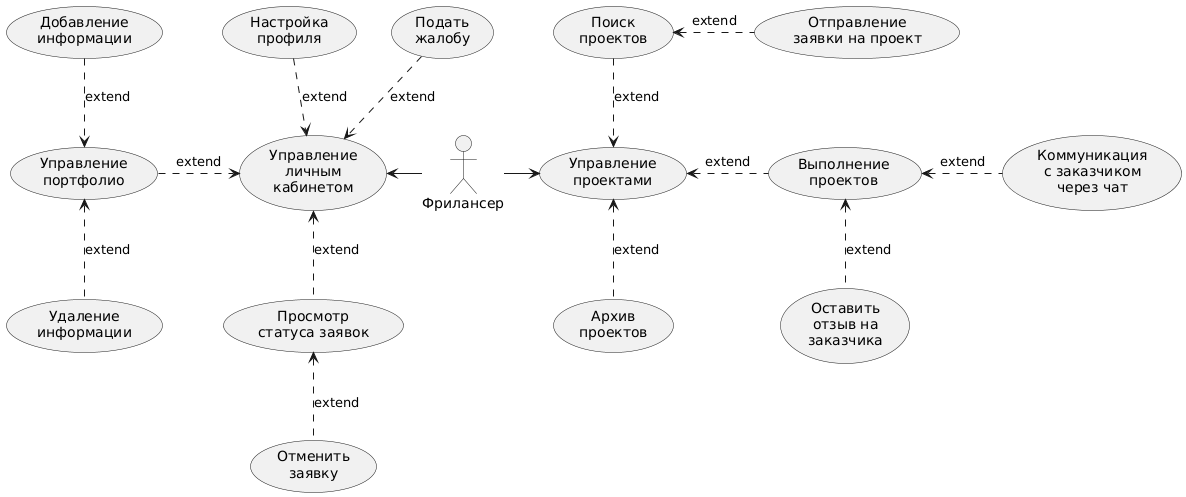 Добавление
информации
Настройка
профиля
Подать
жалобу
Поиск
проектов
extend
Отправление
заявки на проект
extend
extend
extend
extend
Управление
портфолио
extend
Управление
личным
кабинетом
Фрилансер
Управление
проектами
extend
Выполнение
проектов
extend
Коммуникация
с заказчиком
через чат
extend
extend
extend
extend
Удаление
информации
Просмотр
статуса заявок
Архив
проектов
Оставить
отзыв на
заказчика
extend
Отменить
заявку